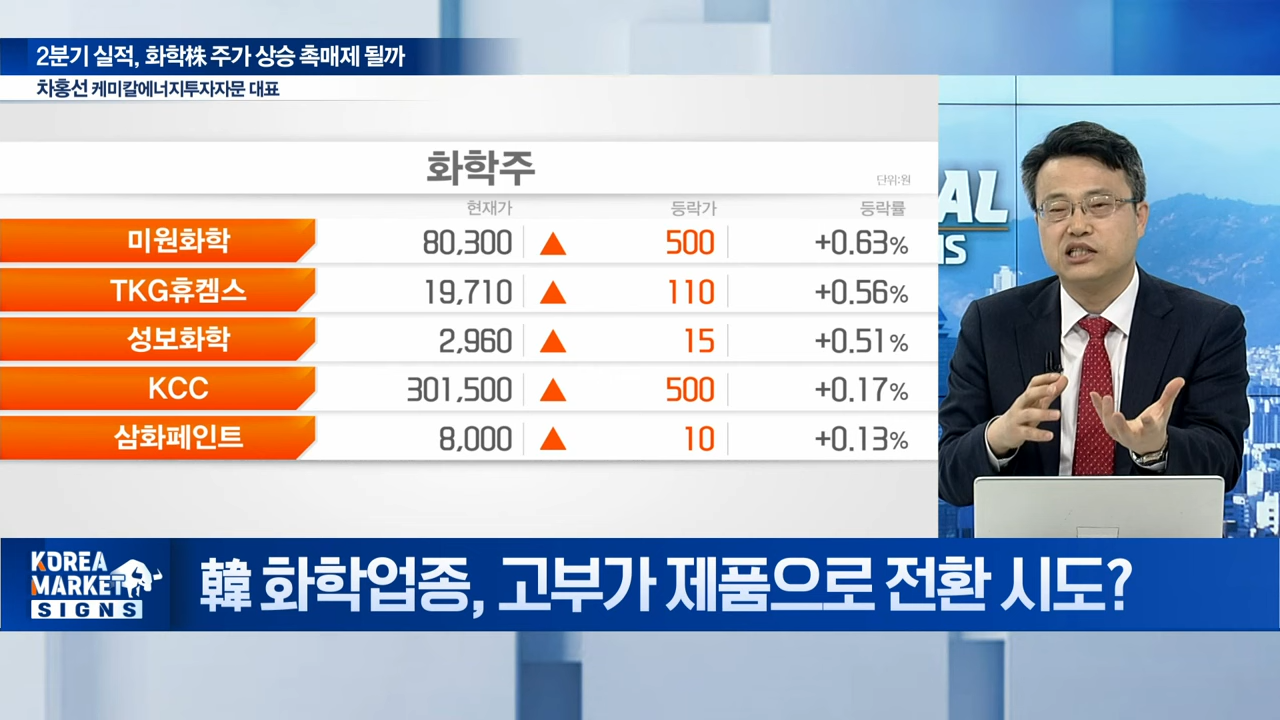 2분기 실적, 화학株 주가 상승 촉매제 될까
차홍선 케미칼에너지투자자문 대표
화학주
단위:원
현재가 등락가 등락률
미원화학 80,300 ▲ 500 +0.63%
TKG휴켐스 19,710 ▲ 110 +0.56%
성보화학 2,960 ▲ 15 +0.51%
KCC 301,500 ▲ 500 +0.17%
삼화페인트 8,000 ▲ 10 +0.13%
AL
NS
KOREA
MARKET
SIGNS
韓 화학업종, 고부가 제품으로 전환 시도?